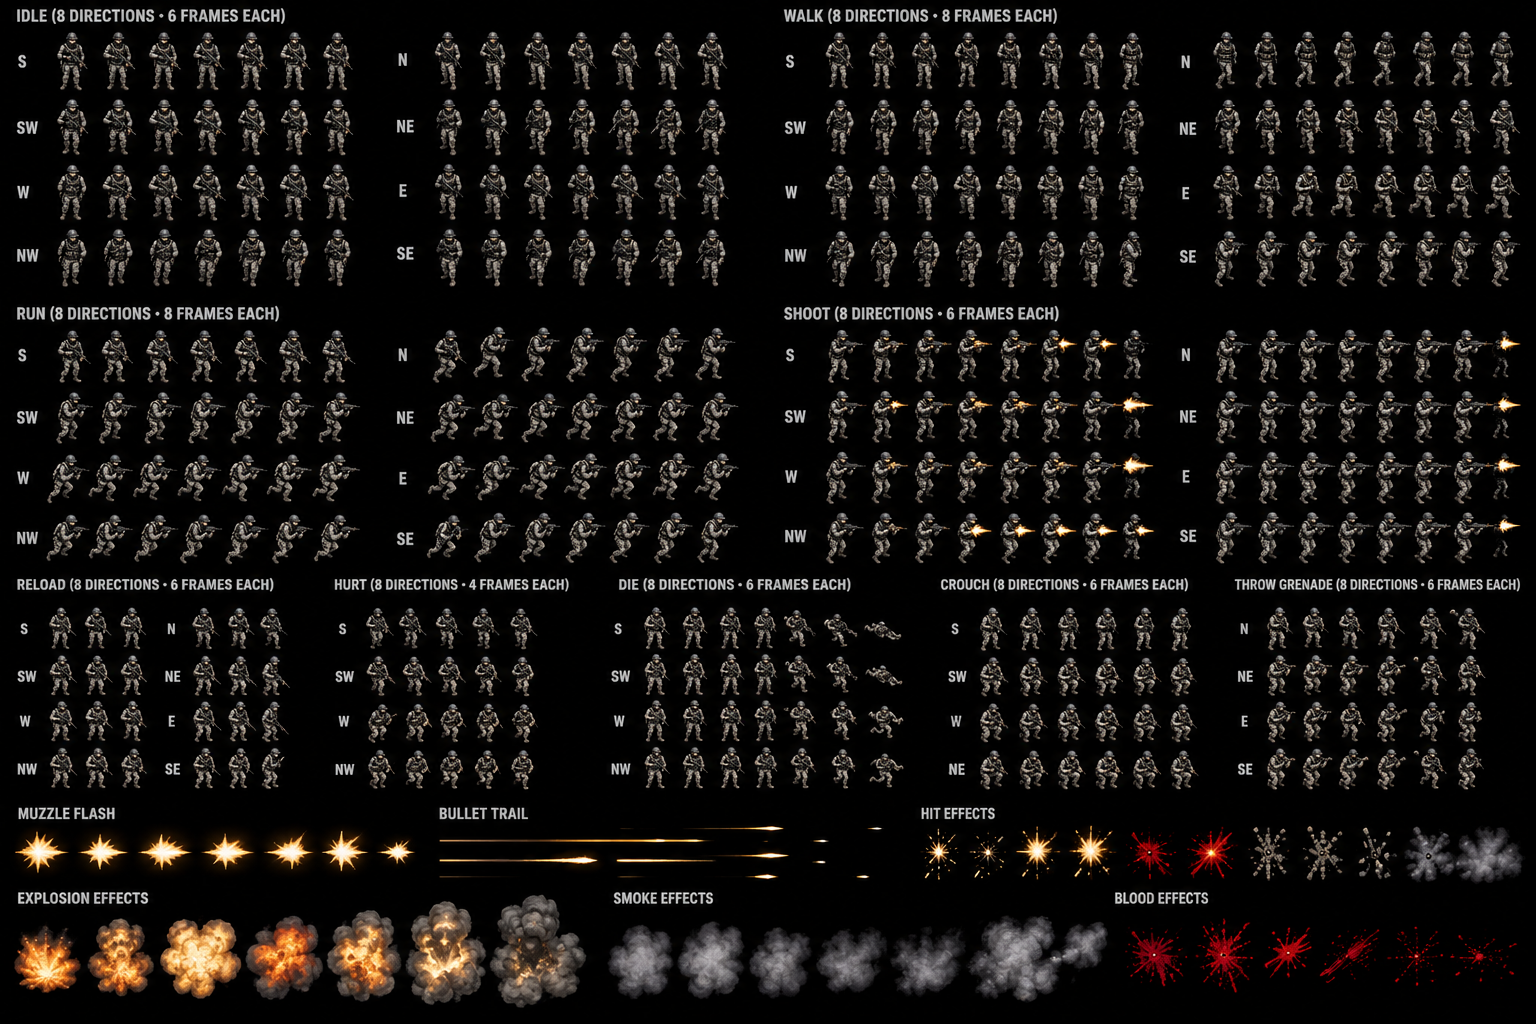 IDLE (8 DIRECTIONS • 6 FRAMES EACH)
S
N
SW
NE
W
E
NW
SE
WALK (8 DIRECTIONS • 8 FRAMES EACH)
S
N
SW
NE
W
E
NW
SE
RUN (8 DIRECTIONS • 8 FRAMES EACH)
S
N
SW
NE
W
E
NW
SE
SHOOT (8 DIRECTIONS • 6 FRAMES EACH)
S
N
SW
NE
W
E
NW
SE
RELOAD (8 DIRECTIONS • 6 FRAMES EACH)
S
N
SW
NE
W
E
NW
SE
HURT (8 DIRECTIONS • 4 FRAMES EACH)
S
SW
W
NW
DIE (8 DIRECTIONS • 6 FRAMES EACH)
S
SW
W
NW
CROUCH (8 DIRECTIONS • 6 FRAMES EACH)
S
SW
W
NE
THROW GRENADE (8 DIRECTIONS • 6 FRAMES EACH)
N
NE
E
SE
MUZZLE FLASH
BULLET TRAIL
HIT EFFECTS
EXPLOSION EFFECTS
SMOKE EFFECTS
BLOOD EFFECTS